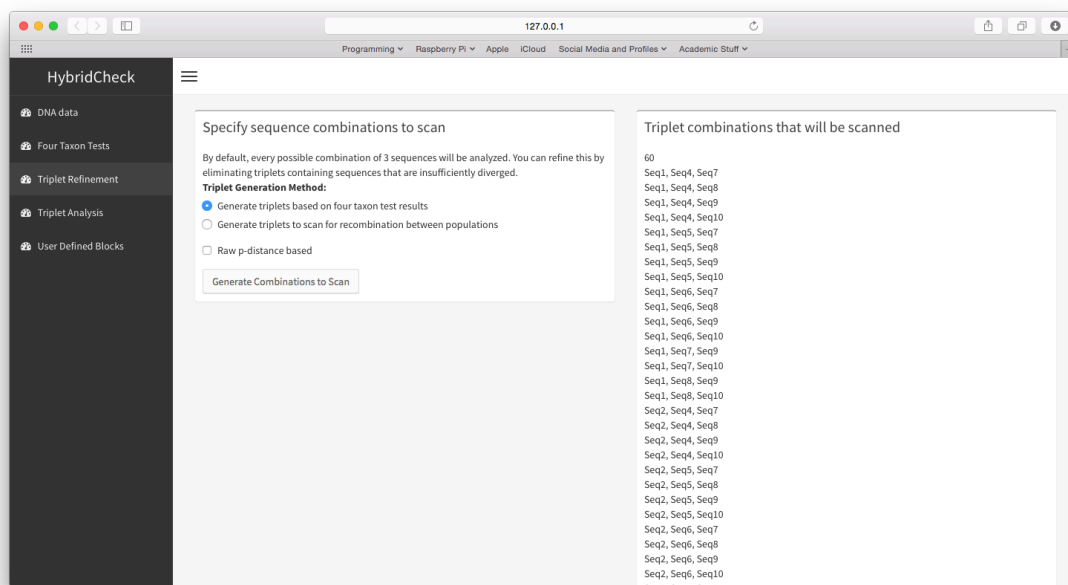 127.0.0.1
Programming Raspberry Pi Apple iCloud Social Media and Profiles Academic Stuff
HybridCheck
DNA data
Four Taxon Tests
Triplet Refinement
Triplet Analysis
User Defined Blocks
Specify sequence combinations to scan
By default, every possible combination of 3 sequences will be analyzed. You can refine this by
eliminating triplets containing sequences that are insufficiently diverged.
Triplet Generation Method:
Generate triplets based on four taxon test results
Generate triplets to scan for recombination between populations
Raw p-distance based
Generate Combinations to Scan
Triplet combinations that will be scanned
60
Seq1, Seq4, Seq7
Seq1, Seq4, Seq8
Seq1, Seq4, Seq9
Seq1, Seq4, Seq10
Seq1, Seq5, Seq7
Seq1, Seq5, Seq8
Seq1, Seq5, Seq9
Seq1, Seq5, Seq10
Seq1, Seq6, Seq7
Seq1, Seq6, Seq8
Seq1, Seq6, Seq9
Seq1, Seq6, Seq10
Seq1, Seq7, Seq9
Seq1, Seq7, Seq10
Seq1, Seq8, Seq9
Seq1, Seq8, Seq10
Seq2, Seq4, Seq7
Seq2, Seq4, Seq8
Seq2, Seq4, Seq9
Seq2, Seq4, Seq10
Seq2, Seq5, Seq7
Seq2, Seq5, Seq8
Seq2, Seq5, Seq9
Seq2, Seq5, Seq10
Seq2, Seq6, Seq7
Seq2, Seq6, Seq8
Seq2, Seq6, Seq9
Seq2, Seq6, Seq10